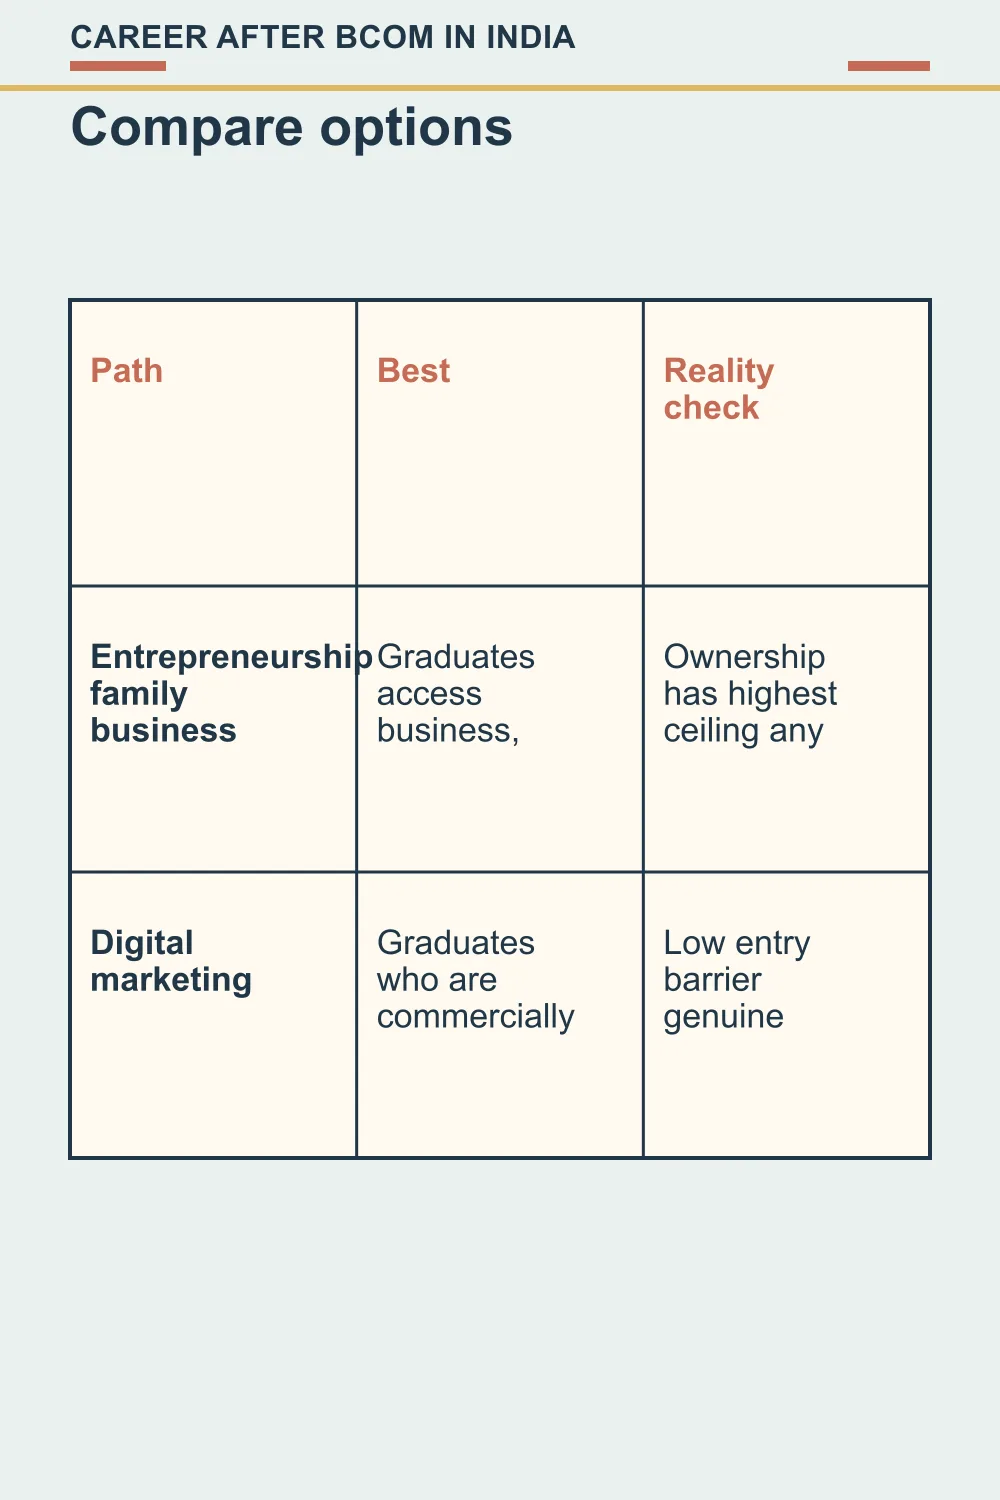 CAREER AFTER BCOM IN INDIA
Compare options
Path
Best
Reality
check
Entrepreneurship
family
business
Graduates
access
business,
Ownership
has highest
ceiling any
Digital
marketing
Graduates
who are
commercially
Low entry
barrier
genuine